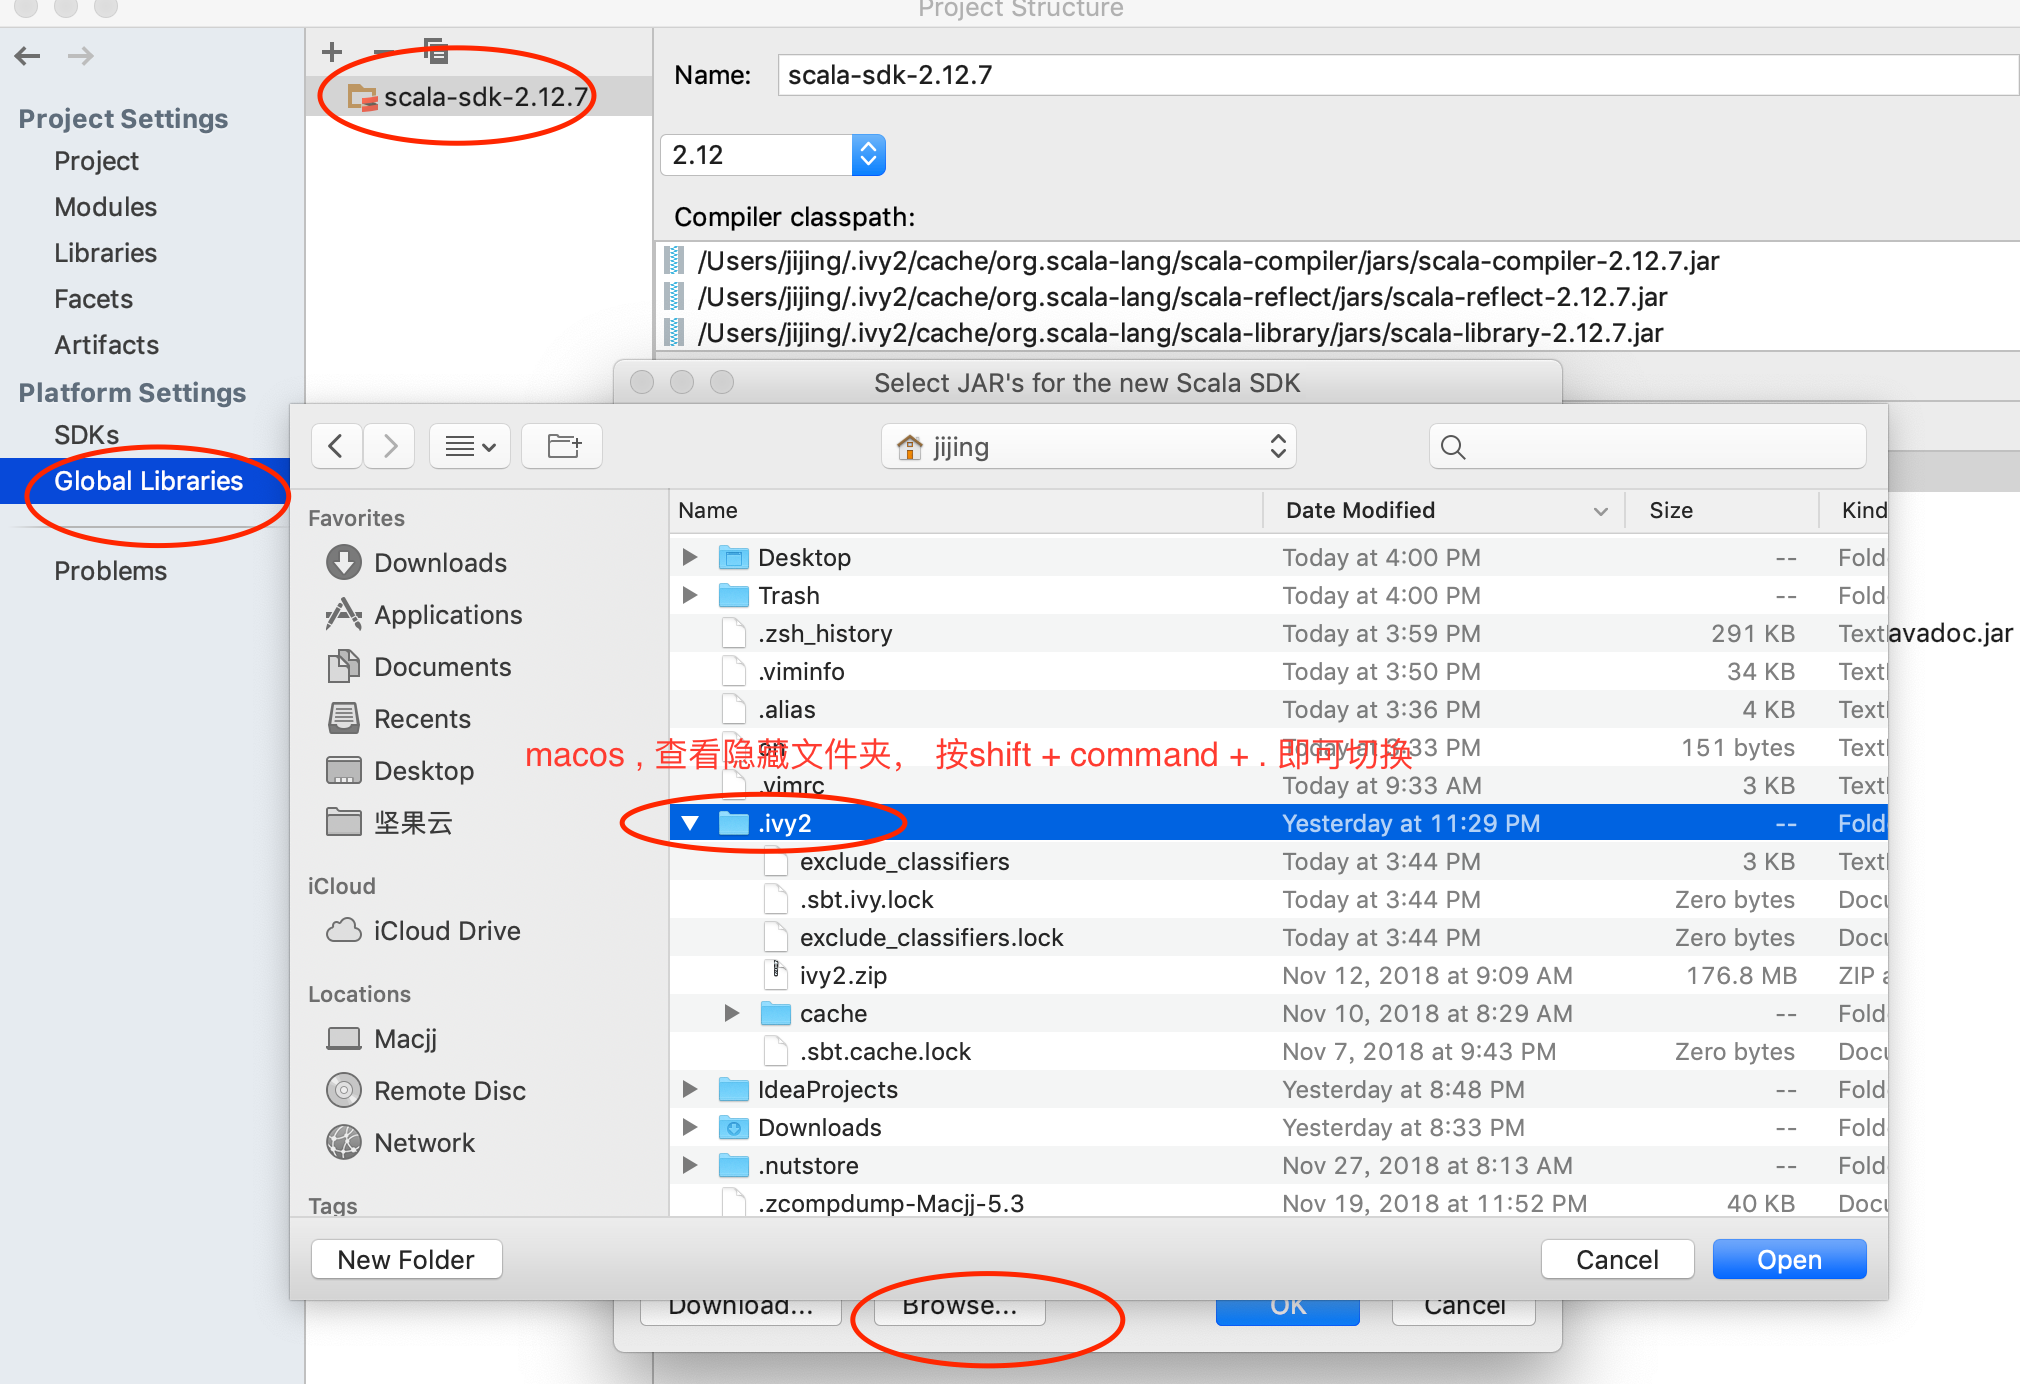 Project Structure
scala-sdk-2.12.7
Name: scala-sdk-2.12.7
Project Settings
Project
Modules
Libraries
Facets
Artifacts
Platform Settings
SDKs
Global Libraries
Problems
2.12
Compiler classpath:
/Users/jijing/.ivy2/cache/org.scala-lang/scala-compiler/jars/scala-compiler-2.12.7.jar
/Users/jijing/.ivy2/cache/org.scala-lang/scala-reflect/jars/scala-reflect-2.12.7.jar
/Users/jijing/.ivy2/cache/org.scala-lang/scala-library/jars/scala-library-2.12.7.jar
Select JAR's for the new Scala SDK
jijing
Favorites
Downloads
Applications
Documents
Recents
Desktop
坚果云
iCloud
iCloud Drive
Locations
Macjj
Remote Disc
Network
Tags
Name Date Modified Size Kind
Desktop Today at 4:00 PM -- Fold
Trash Today at 4:00 PM -- Fold
.zsh_history Today at 3:59 PM 291 KB Text
.viminfo Today at 3:50 PM 34 KB Text
.alias Today at 3:36 PM 4 KB Text
3:33 PM 151 bytes Text
macos , 查看隐藏文件夹， 按shift + command + . 即可切换
.vimrc Today at 9:33 AM 3 KB Text
.ivy2 Yesterday at 11:29 PM -- Fold
exclude_classifiers Today at 3:44 PM 3 KB Text
.sbt.ivy.lock Today at 3:44 PM Zero bytes Docu
exclude_classifiers.lock Today at 3:44 PM Zero bytes Docu
ivy2.zip Nov 12, 2018 at 9:09 AM 176.8 MB ZIP a
cache Nov 10, 2018 at 8:29 AM -- Fold
.sbt.cache.lock Nov 7, 2018 at 9:43 PM Zero bytes Docu
IdeaProjects Yesterday at 8:48 PM -- Fold
Downloads Yesterday at 8:33 PM -- Fold
.nutstore Nov 27, 2018 at 8:13 AM -- Fold
.zcompdump-Macjj-5.3 Nov 19, 2018 at 11:52 PM 40 KB Docu
avadoc.jar
New Folder Cancel Open
Download... Browse... OK Cancel